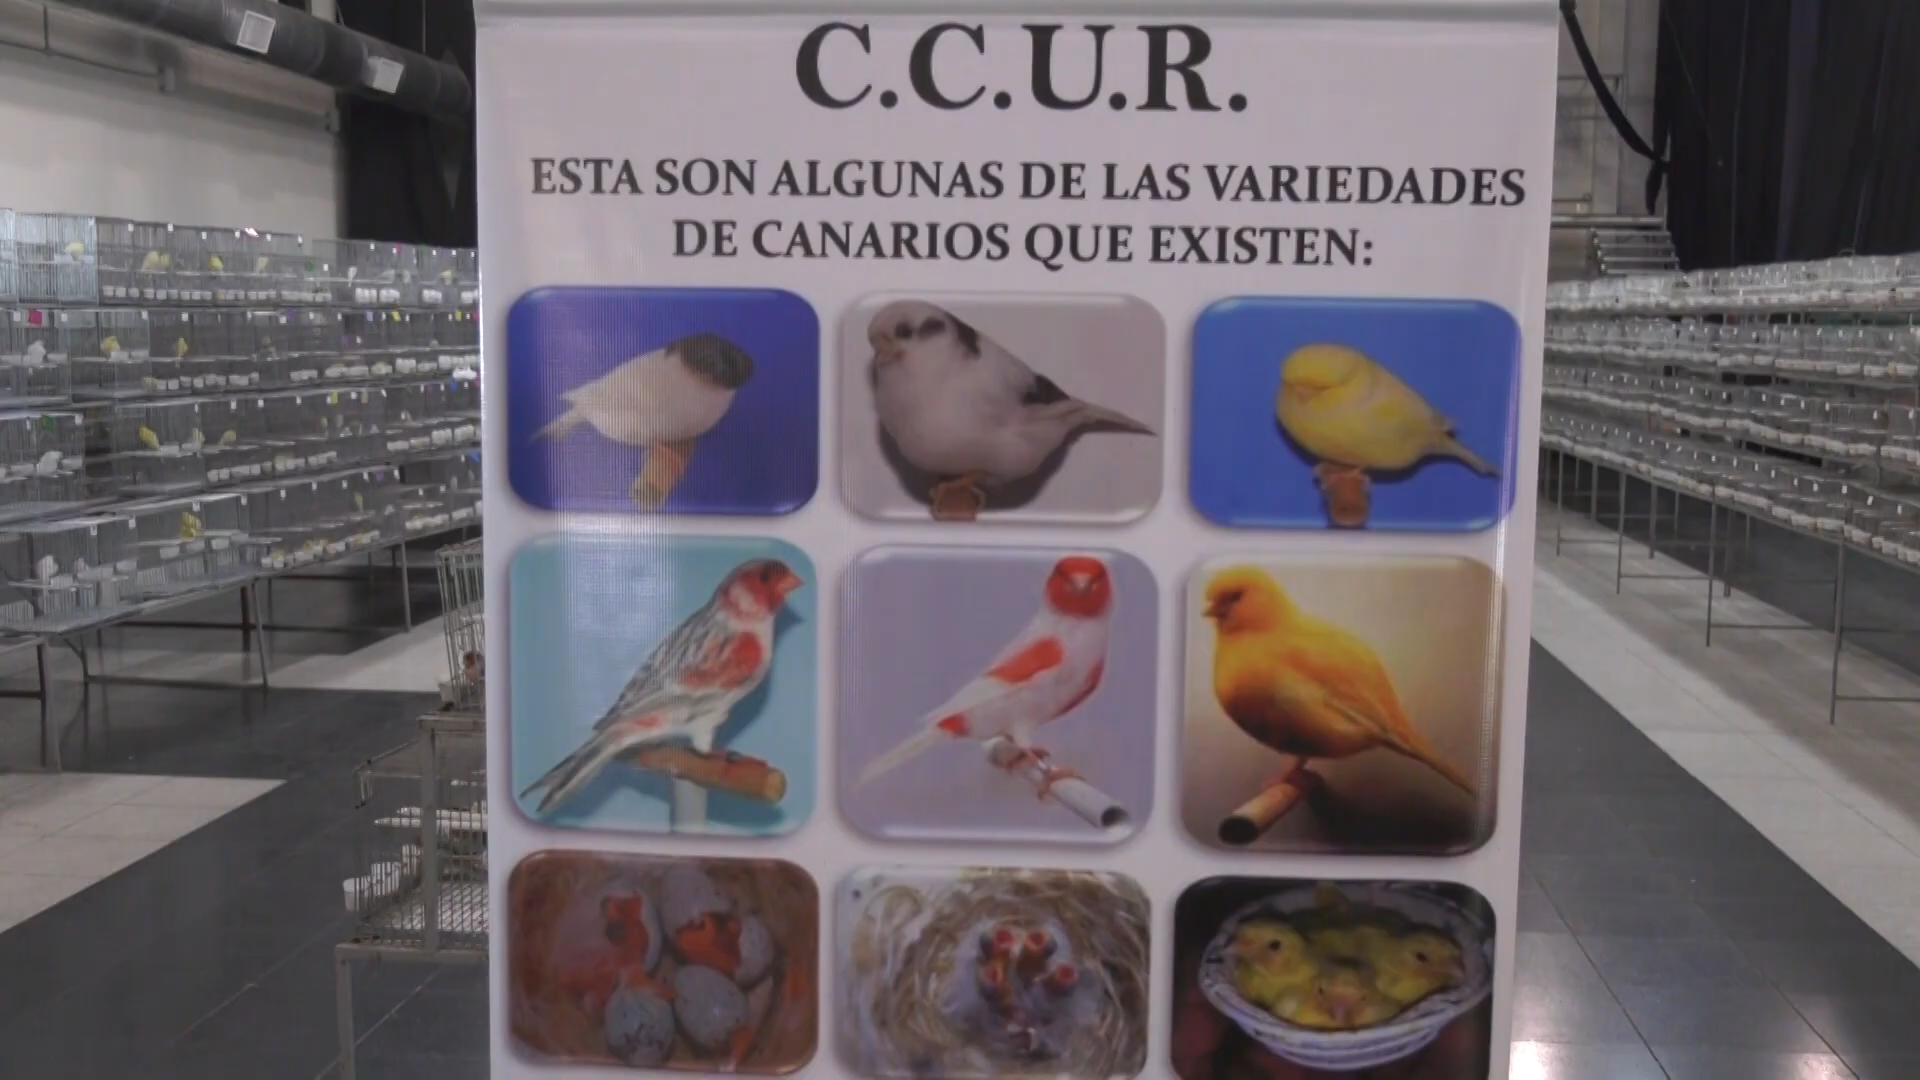 C.C.U.R.
ESTA SON ALGUNAS DE LAS VARIEDADES
DE CANARIOS QUE EXISTEN: